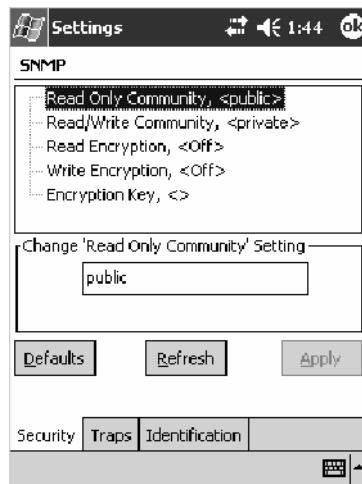 Settings 1:44 ok
SNMP
Read Only Community, <public>
Read/Write Community, <private>
Read Encryption, <Off>
Write Encryption, <Off>
Encryption Key, <>
Change 'Read Only Community' Setting
public
Defaults Refresh Apply
Security Traps Identification